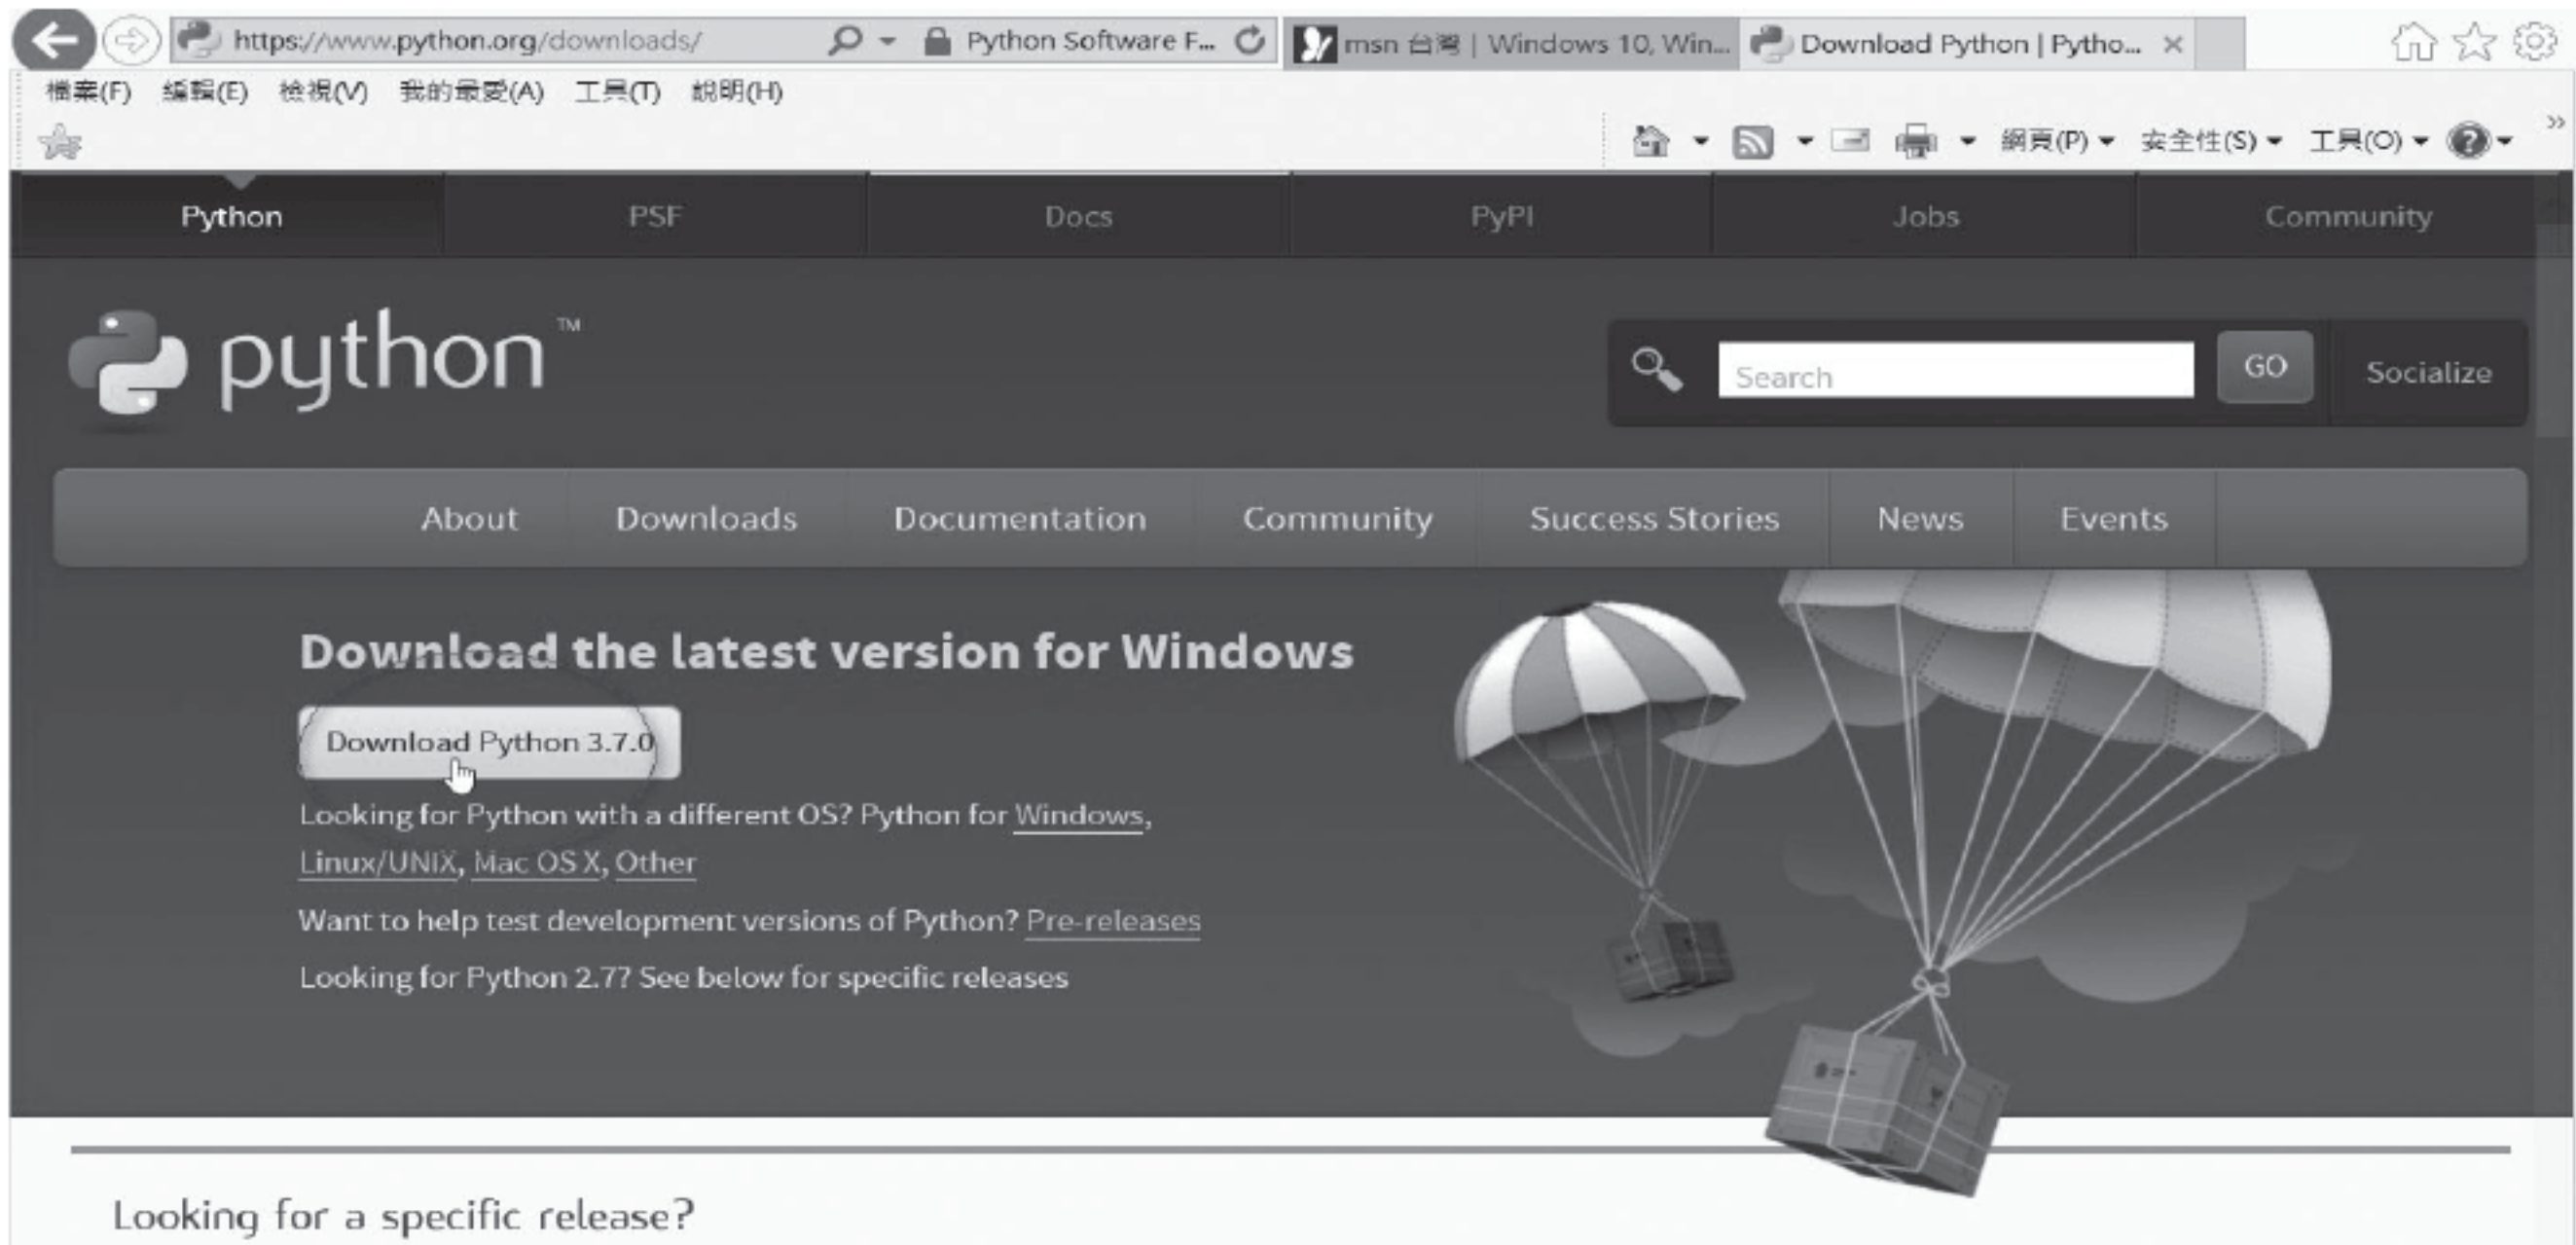 https://www.python.org/downloads/
Python Software F...
msn 台灣 | Windows 10, Win...
Download Python | Pytho...
檔案(F) 編輯(E) 檢視(V) 我的最愛(A) 工具(T) 說明(H)
網頁(P) 安全性(S) 工具(O)
Python PSF Docs PyPI Jobs Community
python™
Search GO Socialize
About Downloads Documentation Community Success Stories News Events
Download the latest version for Windows
Download Python 3.7.0
Looking for Python with a different OS? Python for Windows,
Linux/UNIX, Mac OS X, Other
Want to help test development versions of Python? Pre-releases
Looking for Python 2.7? See below for specific releases
Looking for a specific release?